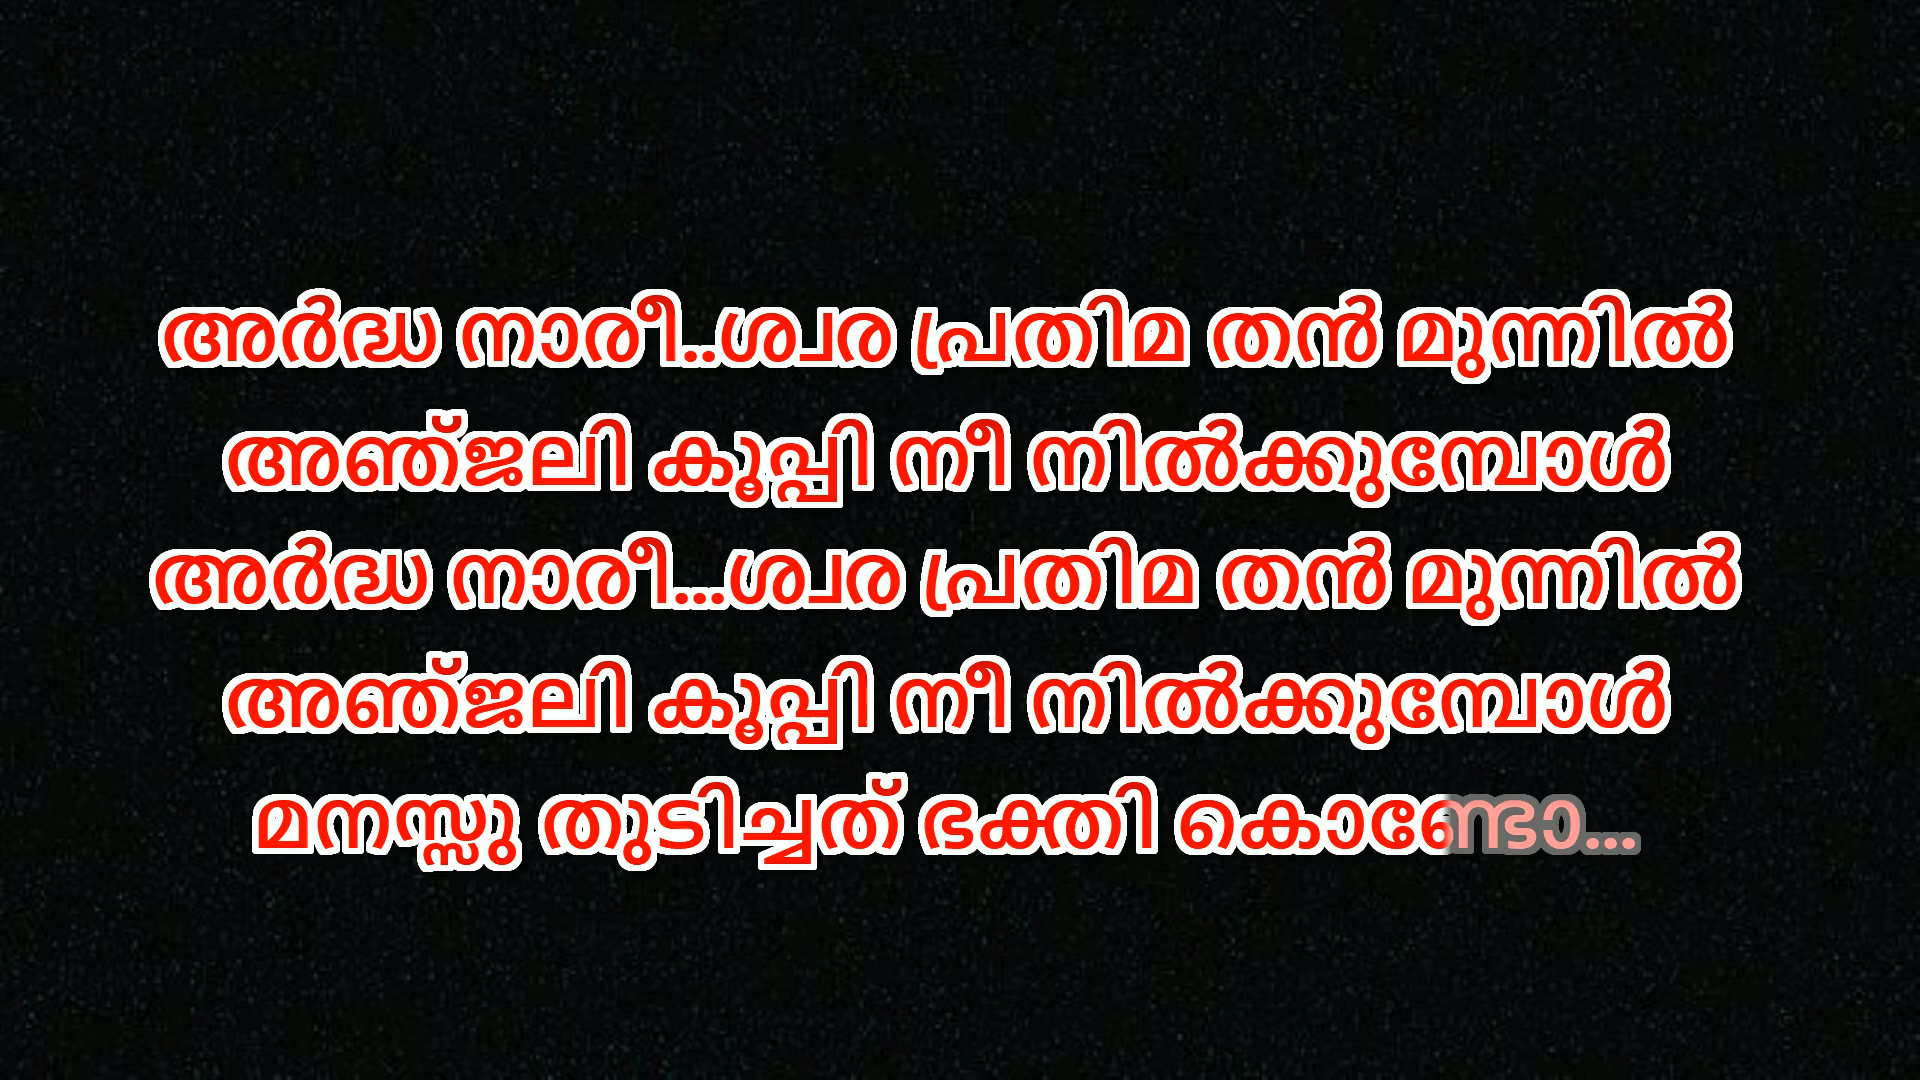 അർദ്ധ നാരീ..ശ്വര പ്രതിമ തൻ മുന്നിൽ
അഞ്ജലി കൂപ്പി നീ നിൽക്കുമ്പോൾ
അർദ്ധ നാരീ...ശ്വര പ്രതിമ തൻ മുന്നിൽ
അഞ്ജലി കൂപ്പി നീ നിൽക്കുമ്പോൾ
മനസ്സു തുടിച്ചത് ഭക്തി കൊണ്ടോ...